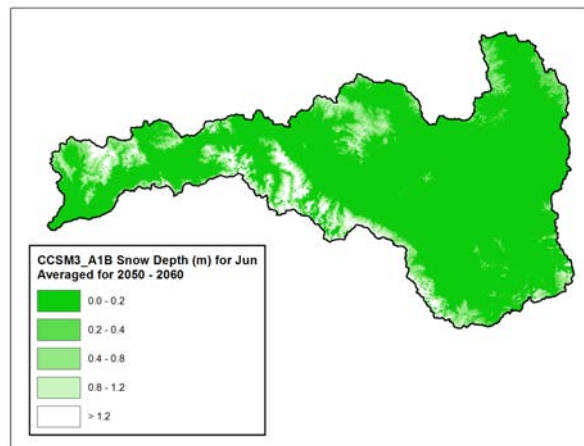 CCSM3_A1B Snow Depth (m) for Jun
Averaged for 2050 - 2060
0.0 - 0.2
0.2 - 0.4
0.4 - 0.8
0.8 - 1.2
> 1.2